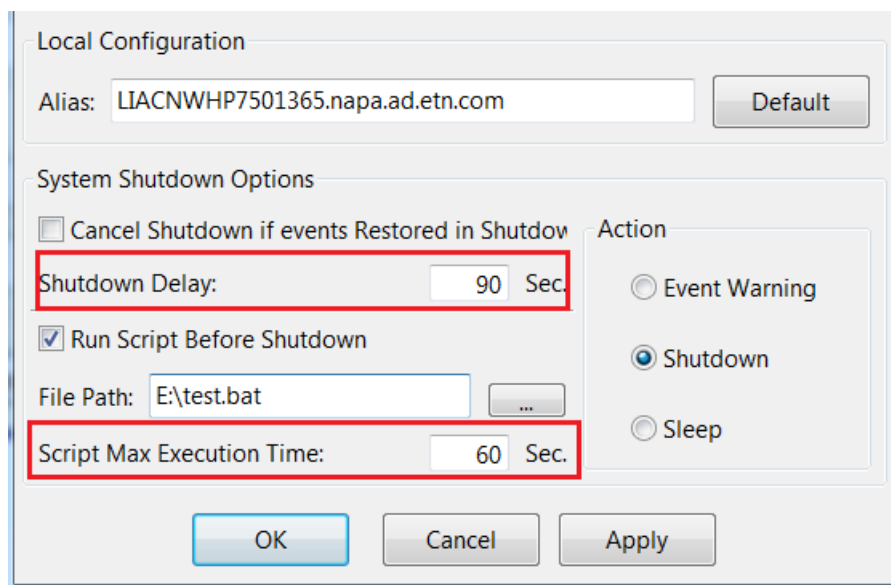 Local Configuration
Alias: LIACNWHP7501365.napa.ad.etn.com Default
System Shutdown Options
Cancel Shutdown if events Restored in Shutdow
Action
Shutdown Delay: 90 Sec.
Event Warning
Run Script Before Shutdown
Shutdown
File Path: E:\test.bat ...
Sleep
Script Max Execution Time: 60 Sec.
OK Cancel Apply